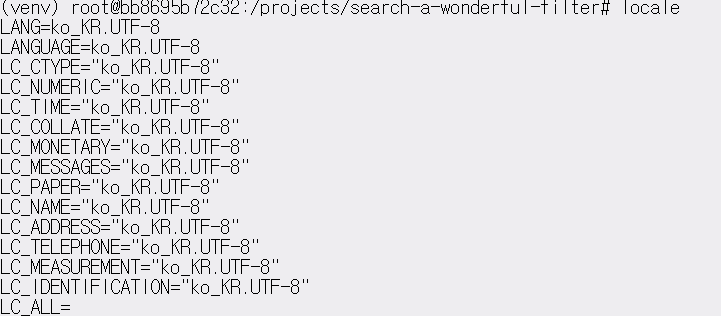 (venv) root@bb8695b72c32:/projects/search-a-wonderful-filter# locale
LANG=ko_KR.UTF-8
LANGUAGE=ko_KR.UTF-8
LC_CTYPE="ko_KR.UTF-8"
LC_NUMERIC="ko_KR.UTF-8"
LC_TIME="ko_KR.UTF-8"
LC_COLLATE="ko_KR.UTF-8"
LC_MONETARY="ko_KR.UTF-8"
LC_MESSAGES="ko_KR.UTF-8"
LC_PAPER="ko_KR.UTF-8"
LC_NAME="ko_KR.UTF-8"
LC_ADDRESS="ko_KR.UTF-8"
LC_TELEPHONE="ko_KR.UTF-8"
LC_MEASUREMENT="ko_KR.UTF-8"
LC_IDENTIFICATION="ko_KR.UTF-8"
LC_ALL=